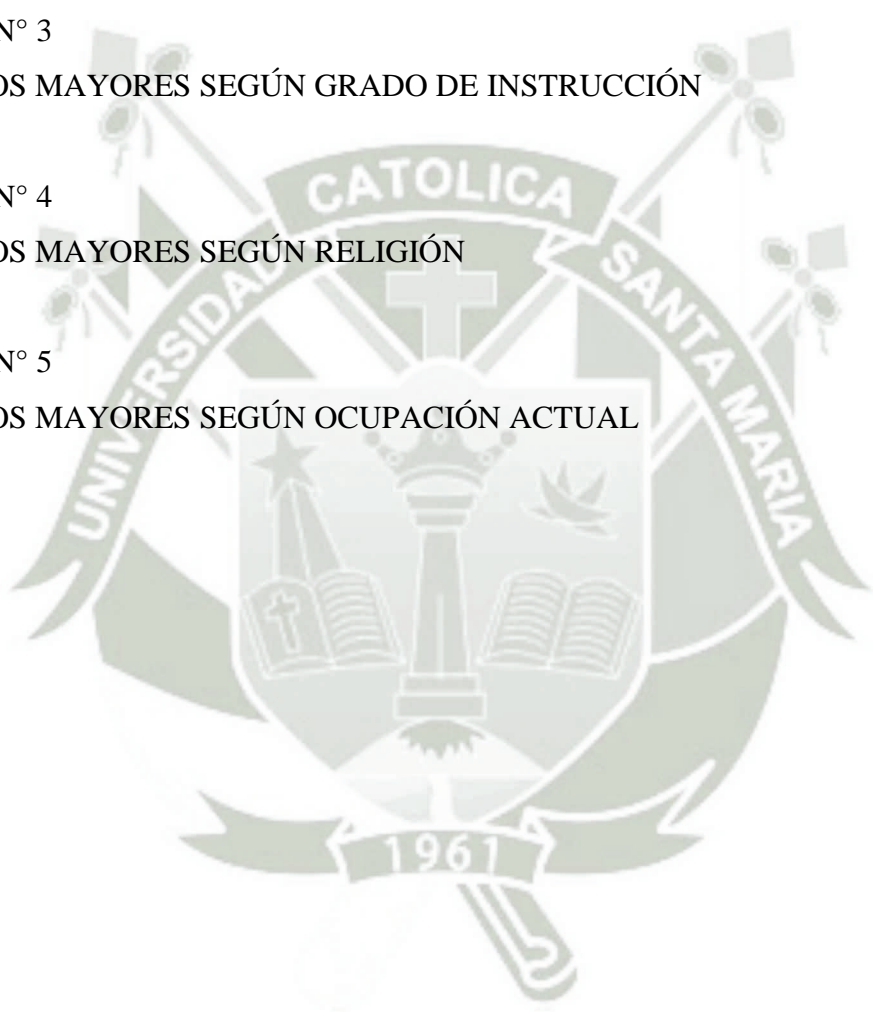 N° 3
OS MAYORES SEGÚN GRADO DE INSTRUCCIÓN
N° 4
OS MAYORES SEGÚN RELIGIÓN
N° 5
OS MAYORES SEGÚN OCUPACIÓN ACTUAL
UNIVERSIDAD CATOLICA SANTA MARIA
1961